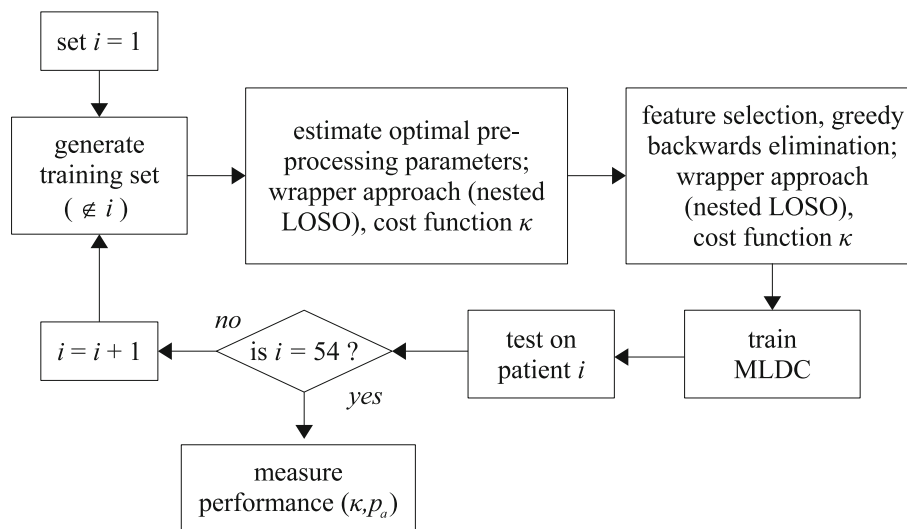 set i = 1
generate
training set
( ∉ i )
estimate optimal pre-
processing parameters;
wrapper approach (nested
LOSO), cost function κ
feature selection, greedy
backwards elimination;
wrapper approach
(nested LOSO),
cost function κ
train
MLDC
test on
patient i
is i = 54 ?
no
i = i + 1
yes
measure
performance (κ,pₐ)